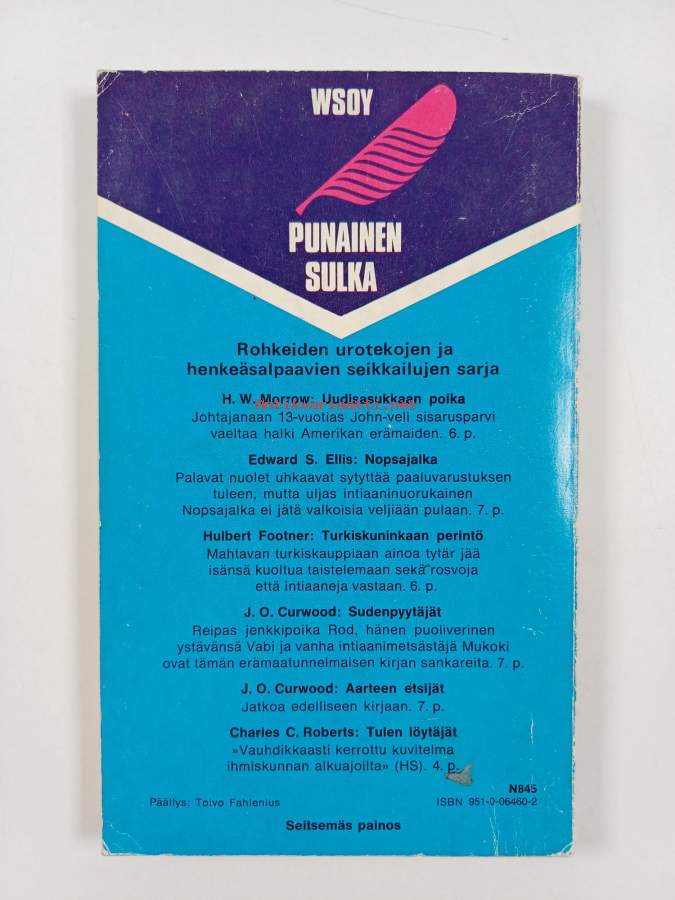 WSOY
PUNAINEN
SULKA
Rohkeiden urotekojen ja
henkeäsalpaavien seikkailujen sarja
H. W. Morrow: Uudisasukkaan poika
Antikvariaatti.net
Johtajanaan 13-vuotias John-veli sisarusparvi
vaeltaa halki Amerikan erämaiden. 6. p.
Edward S. Ellis: Nopsajalka
Palavat nuolet uhkaavat sytyttää paaluvarustuksen
tuleen, mutta uljas intiaaninuorukainen
Nopsajalka ei jätä valkoisia veljiään pulaan. 7. p.
Hulbert Footner: Turkiskuninkaan perintö
Mahtavan turkiskauppiaan ainoa tytär jää
isänsä kuoltua taistelemaan sekä rosvoja
että intiaaneja vastaan. 6. p.
J. O. Curwood: Sudenpyytäjät
Reipas jenkkipoika Rod, hänen puoliverinen
ystävänsä Vabi ja vanha intiaanimetsästäjä Mukoki
ovat tämän erämaatunnelmaisen kirjan sankareita. 7. p.
J. O. Curwood: Aarteen etsijät
Jatkoa edelliseen kirjaan. 7. p.
Charles C. Roberts: Tulen löytäjät
»Vauhdikkaasti kerrottu kuvitelma
ihmiskunnan alkuajoilta» (HS). 4. p.
N845
Päällys: Toivo Fahlenius ISBN 951-0-06460-2
Seitsemäs painos